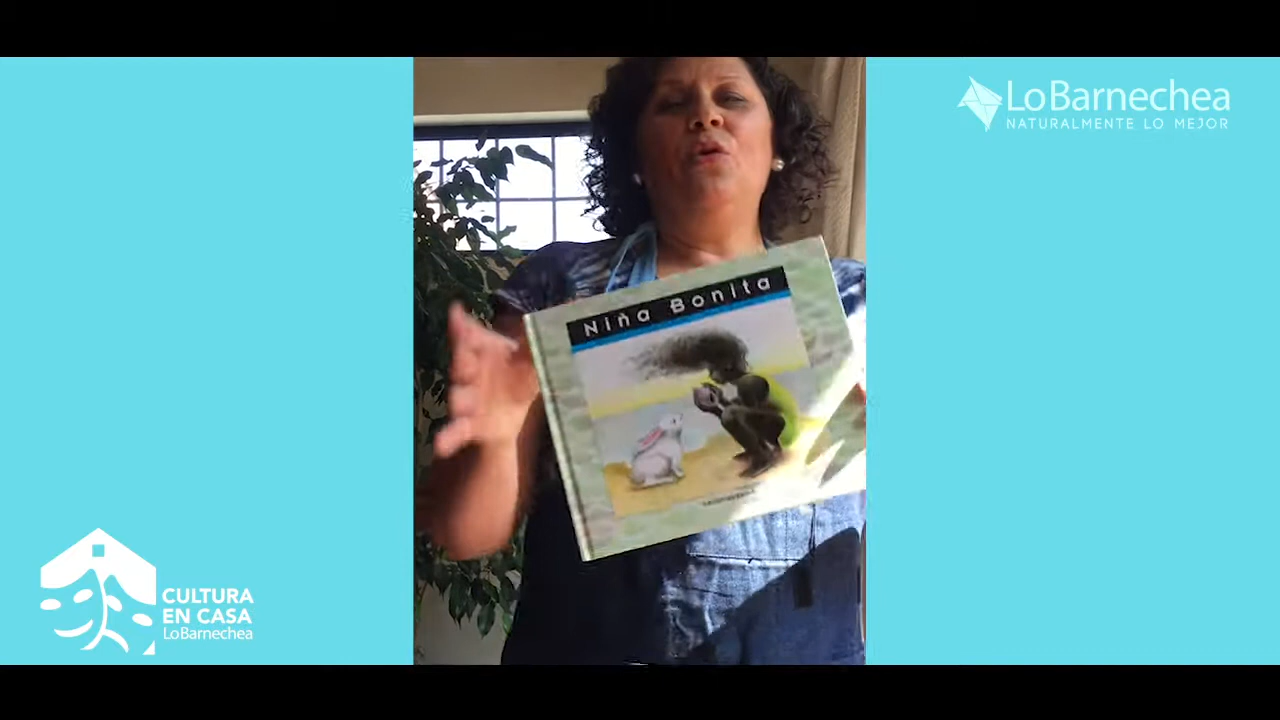 LoBarnechea
NATURALMENTE LO MEJOR
Niña Bonita
CULTURA
EN CASA
LoBarnechea